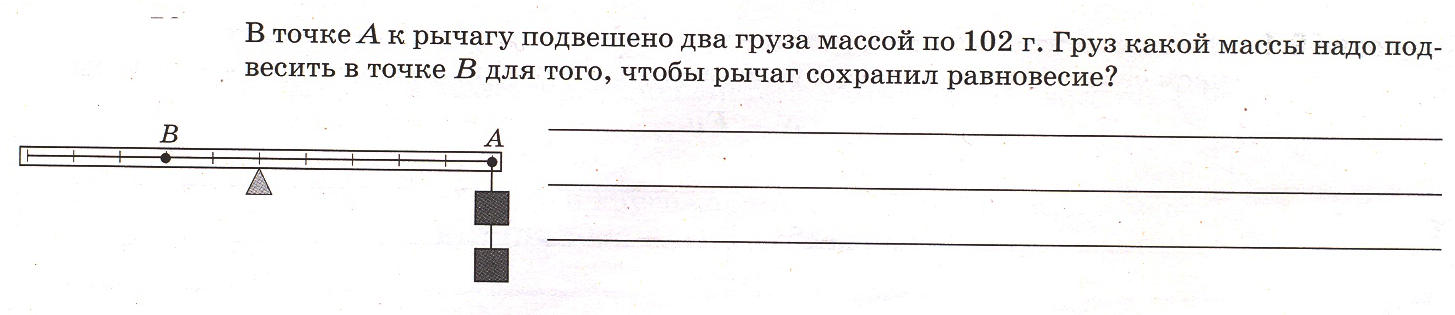 В точке A к рычагу подвешено два груза массой по 102 г. Груз какой массы надо под-
весить в точке B для того, чтобы рычаг сохранил равновесие?
B
A